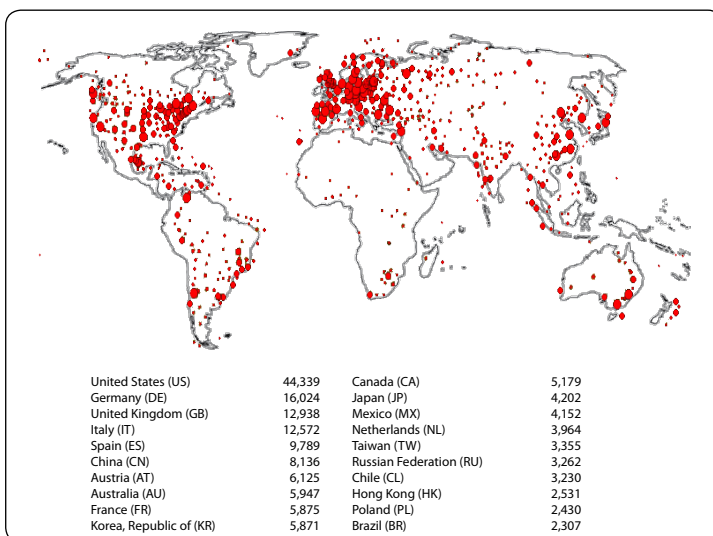 United States (US) 44,339 Canada (CA) 5,179
Germany (DE) 16,024 Japan (JP) 4,202
United Kingdom (GB) 12,938 Mexico (MX) 4,152
Italy (IT) 12,572 Netherlands (NL) 3,964
Spain (ES) 9,789 Taiwan (TW) 3,355
China (CN) 8,136 Russian Federation (RU) 3,262
Austria (AT) 6,125 Chile (CL) 3,230
Australia (AU) 5,947 Hong Kong (HK) 2,531
France (FR) 5,875 Poland (PL) 2,430
Korea, Republic of (KR) 5,871 Brazil (BR) 2,307